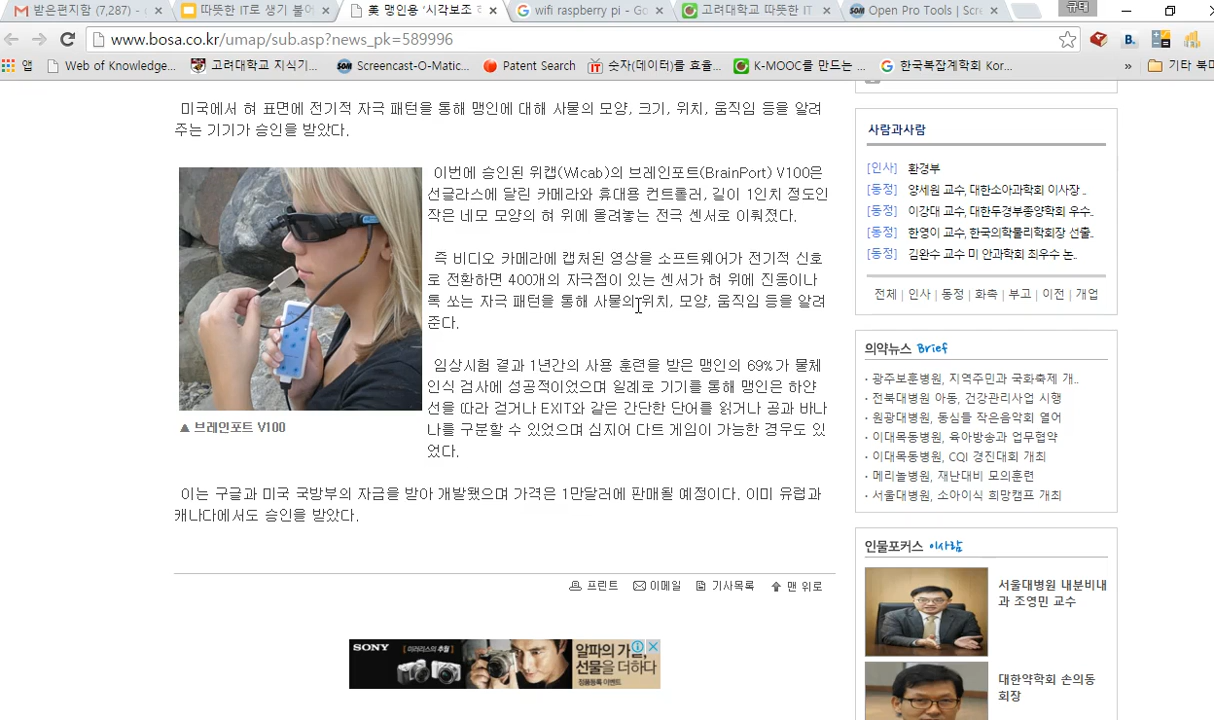 받은편지함 (7,287) -
따뜻한 IT로 생기 불어
美 맹인용 '시각보조
wifi raspberry pi - Go
고려대학교 따뜻한 IT
Open Pro Tools | Scre
규태
www.bosa.co.kr/umap/sub.asp?news_pk=589996
앱
Web of Knowledge...
고려대학교 지식기...
Screencast-O-Matic...
Patent Search
숫자(데이터)를 효율...
K-MOOC를 만드는 ...
한국복잡계학회 Kor...
»
기타 북마
미국에서 혀 표면에 전기적 자극 패턴을 통해 맹인에 대해 사물의 모양, 크기, 위치, 움직임 등을 알려
주는 기기가 승인을 받았다.
이번에 승인된 위캡(Wicab)의 브레인포트(BrainPort) V100은
선글라스에 달린 카메라와 휴대용 컨트롤러, 길이 1인치 정도인
작은 네모 모양의 혀 위에 올려놓는 전극 센서로 이뤄졌다.
즉 비디오 카메라에 캡쳐된 영상을 소프트웨어가 전기적 신호
로 전환하면 400개의 자극점이 있는 센서가 혀 위에 진동이나
톡 쏘는 자극 패턴을 통해 사물의 위치, 모양, 움직임 등을 알려
준다.
임상시험 결과 1년간의 사용 훈련을 받은 맹인의 69%가 물체
인식 검사에 성공적이었으며 일례로 기기를 통해 맹인은 하얀
선을 따라 걷거나 EXIT와 같은 간단한 단어를 읽거나 공과 바나
나를 구분할 수 있었으며 심지어 다트 게임이 가능한 경우도 있
었다.
▲ 브레인포트 V100
이는 구글과 미국 국방부의 자금을 받아 개발됐으며 가격은 1만달러에 판매될 예정이다. 이미 유럽과
캐나다에서도 승인을 받았다.
프린트 이메일 기사목록 맨 위로
SONY
[ 미러리스의 추월 ]
알파의 가을,
선물을 더하다
정품등록 이벤트
사람과사람
[인사] 환경부
[동정] 양세원 교수, 대한소아과학회 이사장 ..
[동정] 이강대 교수, 대한두경부종양학회 우수..
[동정] 한영이 교수, 한국의학물리학회장 선출..
[동정] 김완수 교수 미 안과학회 최우수 논..
전체 | 인사 | 동정 | 화촉 | 부고 | 이전 | 개업
의약뉴스 Brief
· 광주보훈병원, 지역주민과 국화축제 개..
· 전북대병원 아동, 건강관리사업 시행
· 원광대병원, 동심들 작은음악회 열어
· 이대목동병원, 육아방송과 업무협약
· 이대목동병원, CQI 경진대회 개최
· 메리놀병원, 재난대비 모의훈련
· 서울대병원, 소아이식 희망캠프 개최
인물포커스 이사람
서울대병원 내분비내
과 조영민 교수
대한약학회 손의동
회장